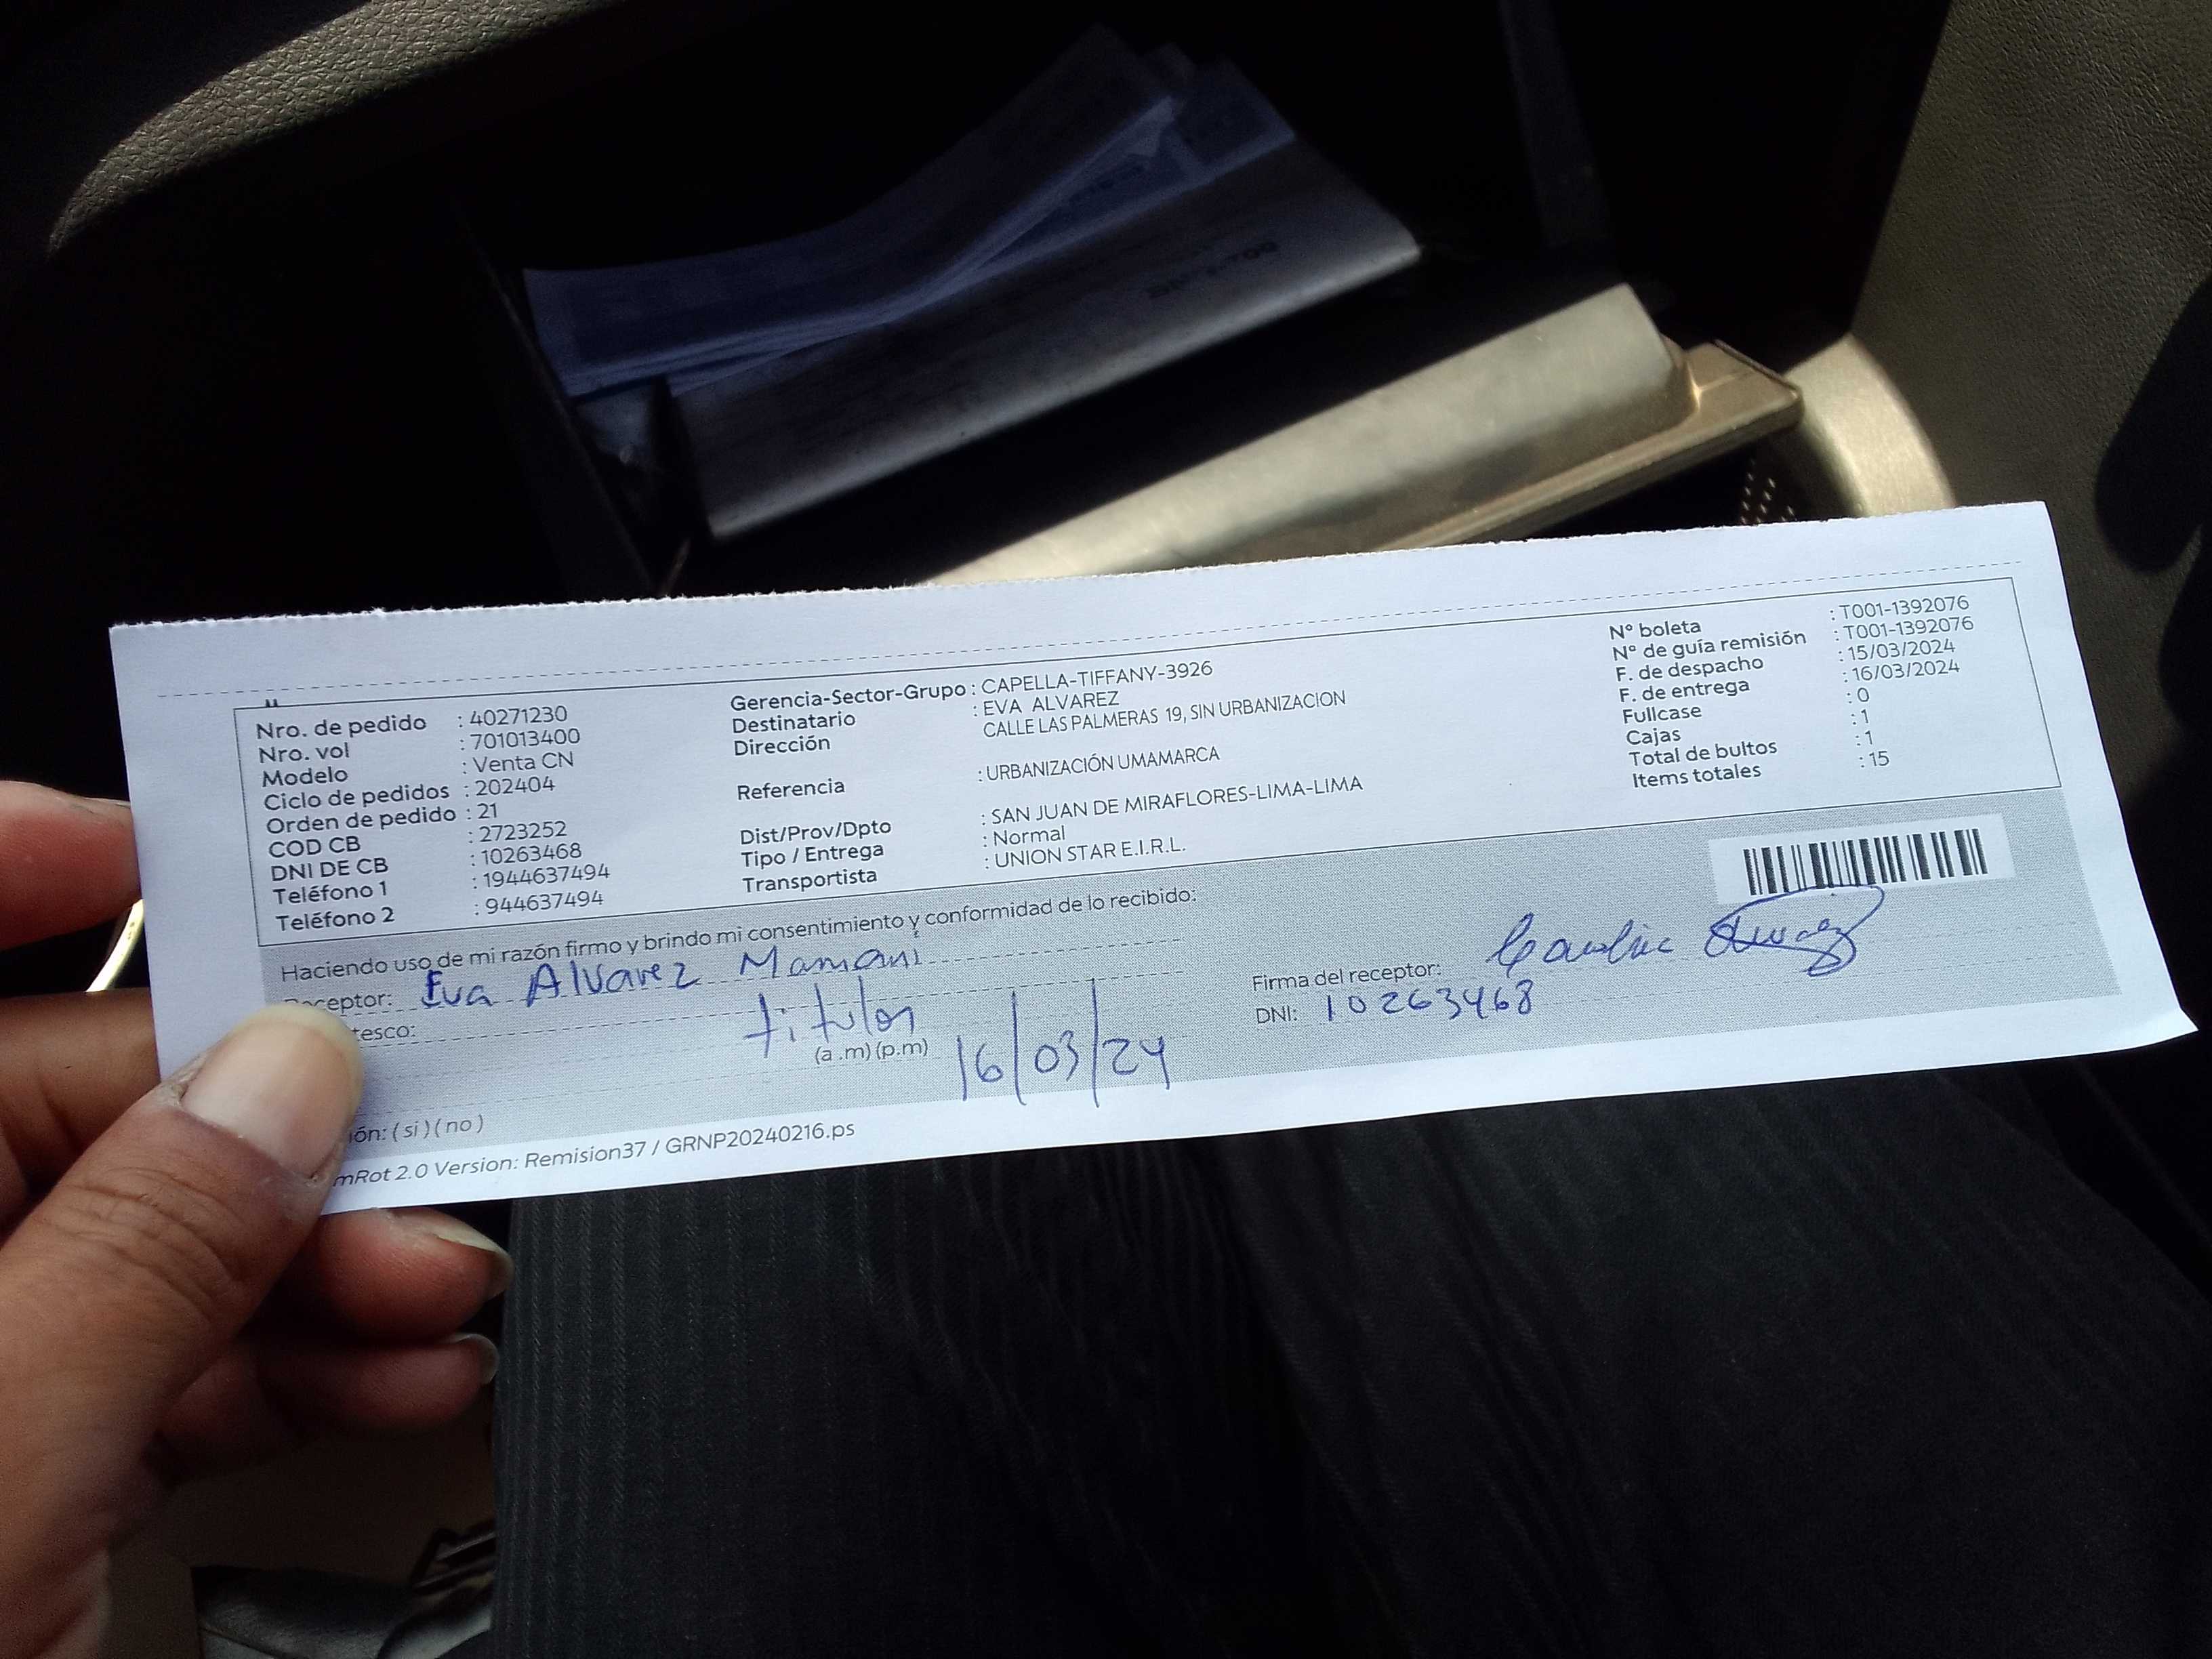 Nro. de pedido : 40271230
Nro. vol : 701013400
Modelo : Venta CN
Ciclo de pedidos : 202404
Orden de pedido : 21
COD CB : 2723252
DNI DE CB : 10263468
Teléfono 1 : 1944637494
Teléfono 2 : 944637494
Gerencia-Sector-Grupo : CAPELLA-TIFFANY-3926
Destinatario : EVA ALVAREZ
Dirección CALLE LAS PALMERAS 19, SIN URBANIZACION
Referencia : URBANIZACIÓN UMAMARCA
Dist/Prov/Dpto : SAN JUAN DE MIRAFLORES-LIMA-LIMA
Tipo / Entrega : Normal
Transportista : UNION STAR E.I.R.L.
N° boleta : T001-1392076
N° de guía remisión : T001-1392076
F. de despacho : 15/03/2024
F. de entrega : 16/03/2024
Fullcase : 0
Cajas : 1
Total de bultos : 1
Items totales : 15
Haciendo uso de mi razón firmo y brindo mi consentimiento y conformidad de lo recibido:
ceptor: Eva Alvarez Mamani
tesco: titular
(a.m) (p.m) 16/03/24
Firma del receptor:
DNI: 10263468
ión: ( si ) ( no )
mRot 2.0 Version: Remision37 / GRNP20240216.ps